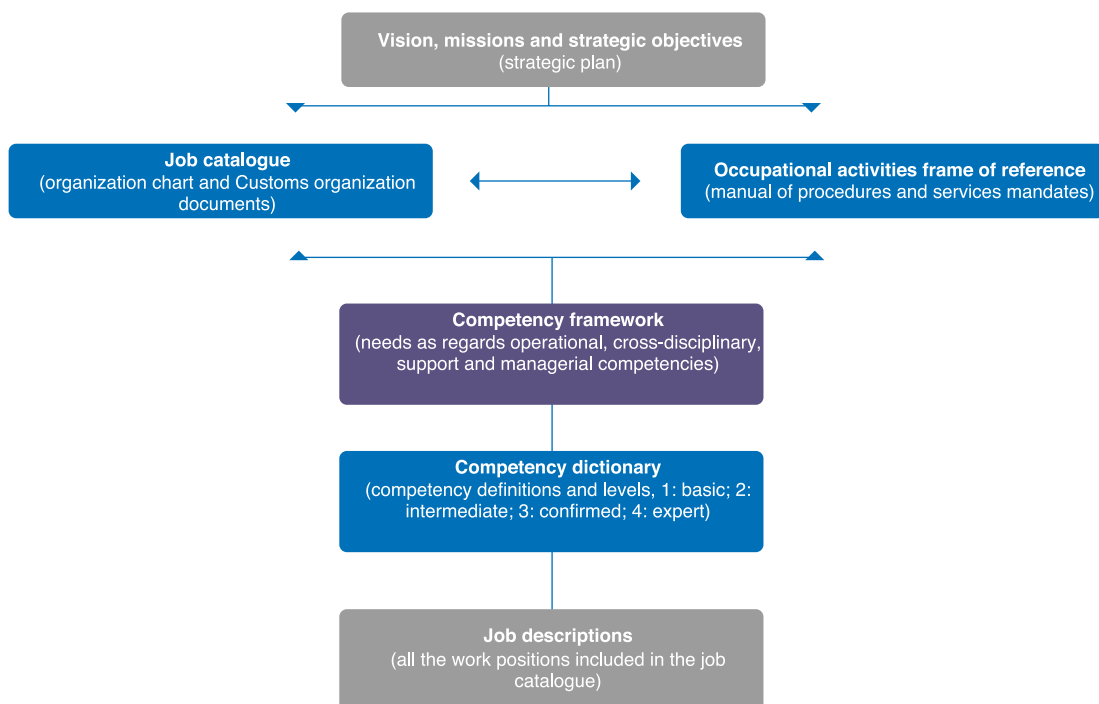 Vision, missions and strategic objectives
(strategic plan)
Job catalogue
(organization chart and Customs organization
documents)
Occupational activities frame of reference
(manual of procedures and services mandates)
Competency framework
(needs as regards operational, cross-disciplinary,
support and managerial competencies)
Competency dictionary
(competency definitions and levels, 1: basic; 2:
intermediate; 3: confirmed; 4: expert)
Job descriptions
(all the work positions included in the job
catalogue)